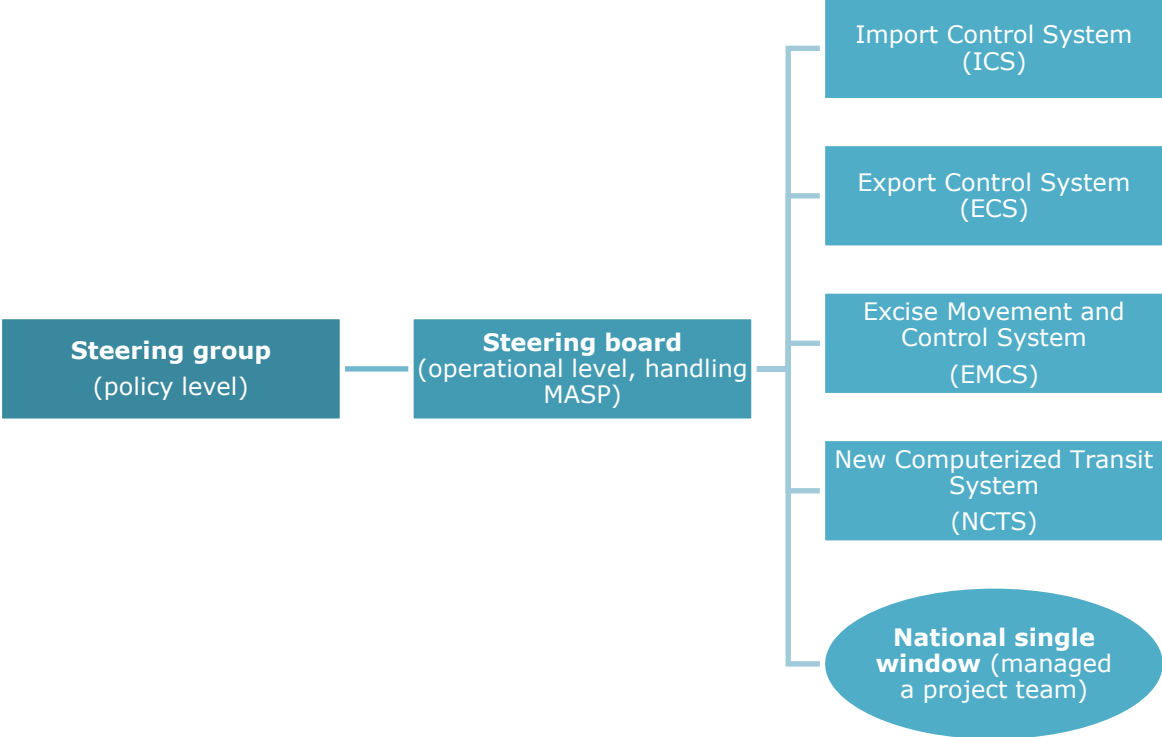 Import Control System
(ICS)
Export Control System
(ECS)
Excise Movement and
Control System
(EMCS)
Steering group
(policy level)
Steering board
(operational level, handling
MASP)
New Computerized Transit
System
(NCTS)
National single
window (managed
a project team)